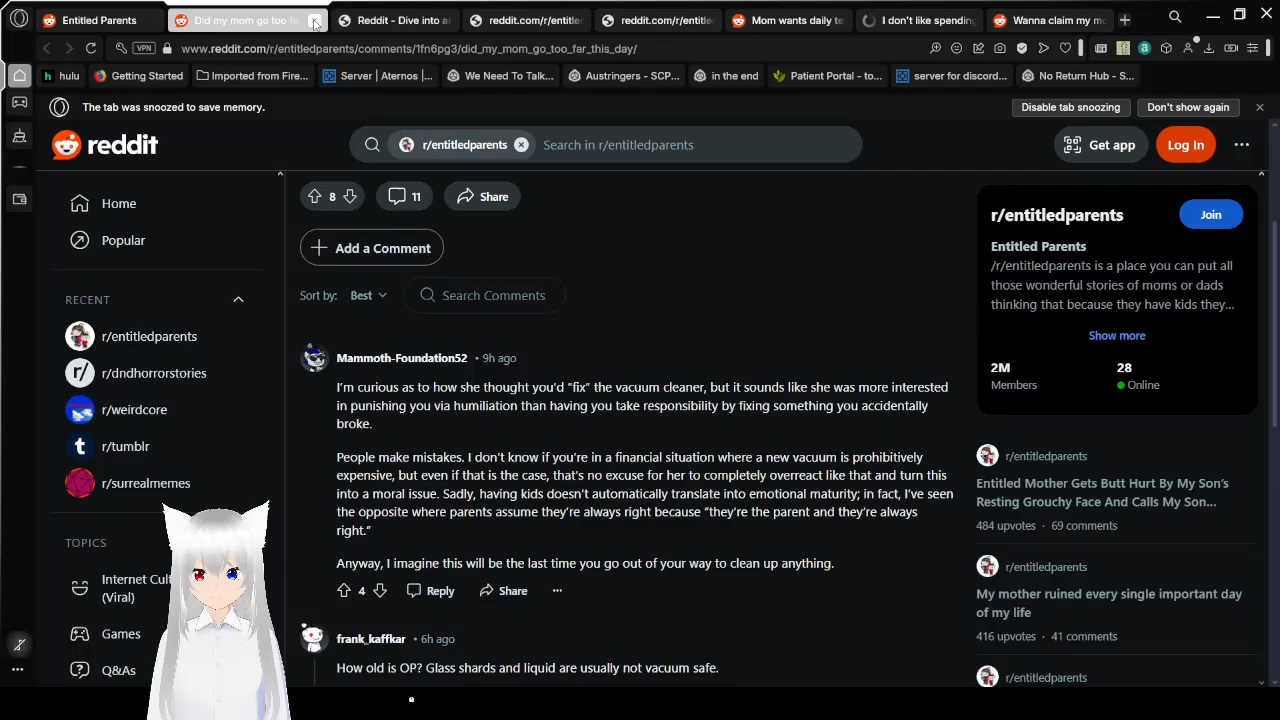 Entitled Parents
Did my mom go too f
Reddit - Dive into ar
reddit.com/r/entitle
reddit.com/r/entitle
Mom wants daily te
I don't like spending
Wanna claim my mo
VPN
www.reddit.com/r/entitledparents/comments/1fn6pg3/did_my_mom_go_too_far_this_day/
hulu
Getting Started
Imported from Fire...
Server | Aternos |...
We Need To Talk...
Austringers - SCP...
in the end
Patient Portal - to...
server for discord...
No Return Hub - S...
The tab was snoozed to save memory.
Disable tab snoozing
Don't show again
reddit
r/entitledparents
Search in r/entitledparents
Get app
Log In
Home
Popular
RECENT
r/entitledparents
r/dndhorrorstories
r/weirdcore
r/tumblr
r/surrealmemes
TOPICS
Internet Cult
(Viral)
Games
Q&As
8
11
Share
Add a Comment
Sort by:
Best
Search Comments
Mammoth-Foundation52 • 9h ago
I'm curious as to how she thought you'd "fix" the vacuum cleaner, but it sounds like she was more interested
in punishing you via humiliation than having you take responsibility by fixing something you accidentally
broke.
People make mistakes. I don't know if you're in a financial situation where a new vacuum is prohibitively
expensive, but even if that is the case, that's no excuse for her to completely overreact like that and turn this
into a moral issue. Sadly, having kids doesn't automatically translate into emotional maturity; in fact, I've seen
the opposite where parents assume they're always right because "they're the parent and they're always
right."
Anyway, I imagine this will be the last time you go out of your way to clean up anything.
4
Reply
Share
frank_kaffkar • 6h ago
How old is OP? Glass shards and liquid are usually not vacuum safe.
r/entitledparents
Join
Entitled Parents
/r/entitledparents is a place you can put all
those wonderful stories of moms or dads
thinking that because they have kids they...
Show more
2M
Members
28
Online
r/entitledparents
Entitled Mother Gets Butt Hurt By My Son's
Resting Grouchy Face And Calls My Son...
484 upvotes • 69 comments
r/entitledparents
My mother ruined every single important day
of my life
416 upvotes • 41 comments
r/entitledparents